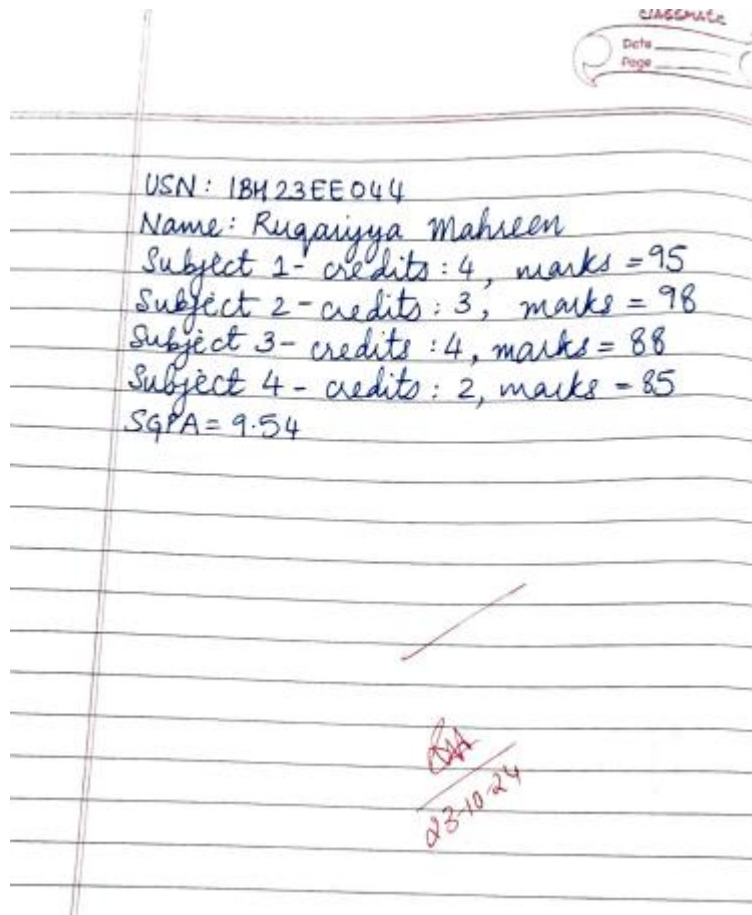 classmate
Date
Page
USN: 1BM23EE044
Name: Ruqaiyya Mahreen
Subject 1- credits: 4, marks = 95
Subject 2- credits: 3, marks = 98
Subject 3- credits: 4, marks = 88
Subject 4- credits: 2, marks = 85
SGPA = 9.54
23-10-24